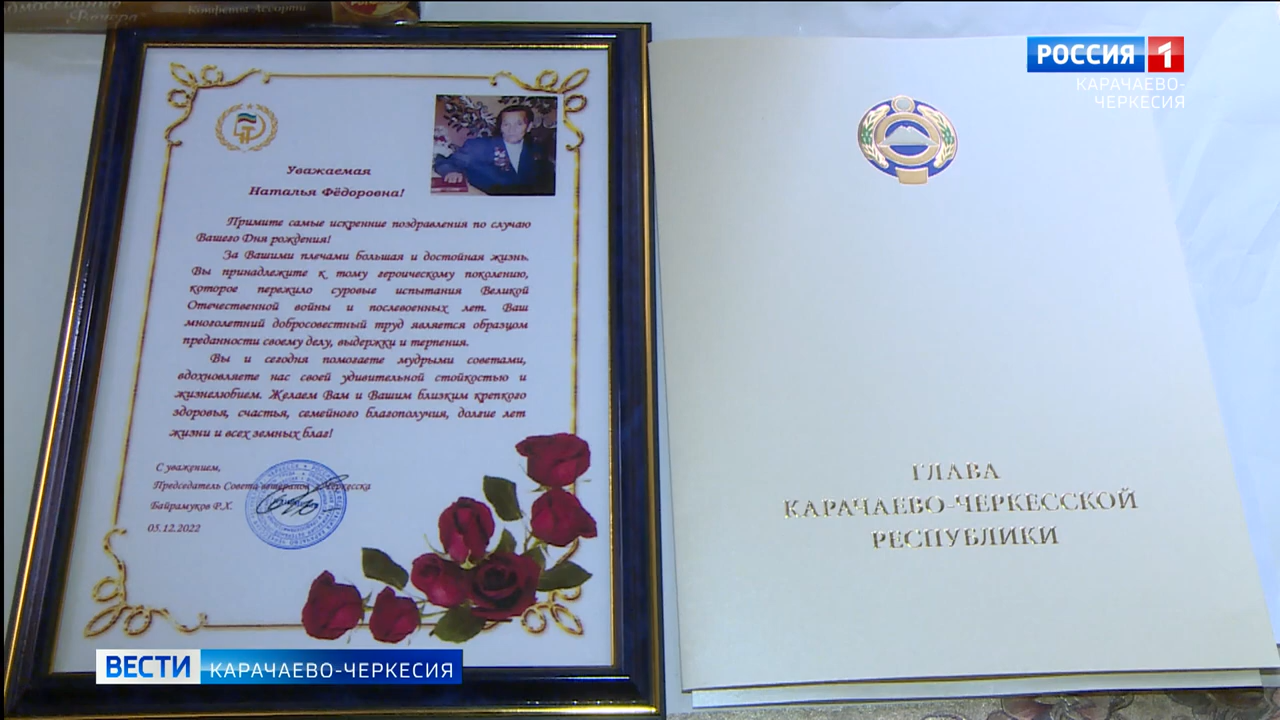 Конфеты Ассорти
РОССИЯ 1
КАРАЧАЕВО-
ЧЕРКЕСИЯ
Уважаемая
Наталья Фёдоровна!
Примите самые искренние поздравления по случаю
Вашего Дня рождения!
За Вашими плечами большая и достойная жизнь.
Вы принадлежите к тому героическому поколению,
которое пережило суровые испытания Великой
Отечественной войны и послевоенных лет. Ваш
многолетний добросовестный труд является образцом
преданности своему делу, выдержки и терпения.
Вы и сегодня помогаете мудрыми советами,
вдохновляете нас своей удивительной стойкостью и
жизнелюбием. Желаем Вам и Вашим близким крепкого
здоровья, счастья, семейного благополучия, долгие лет
жизни и всех земных благ!
С уважением,
Председатель Совета ветеранов г. Черкесска
Байрамуков Р.Х.
05.12.2022
ГЛАВА
КАРАЧАЕВО-ЧЕРКЕССКОЙ
РЕСПУБЛИКИ
ВЕСТИ КАРАЧАЕВО-ЧЕРКЕСИЯ